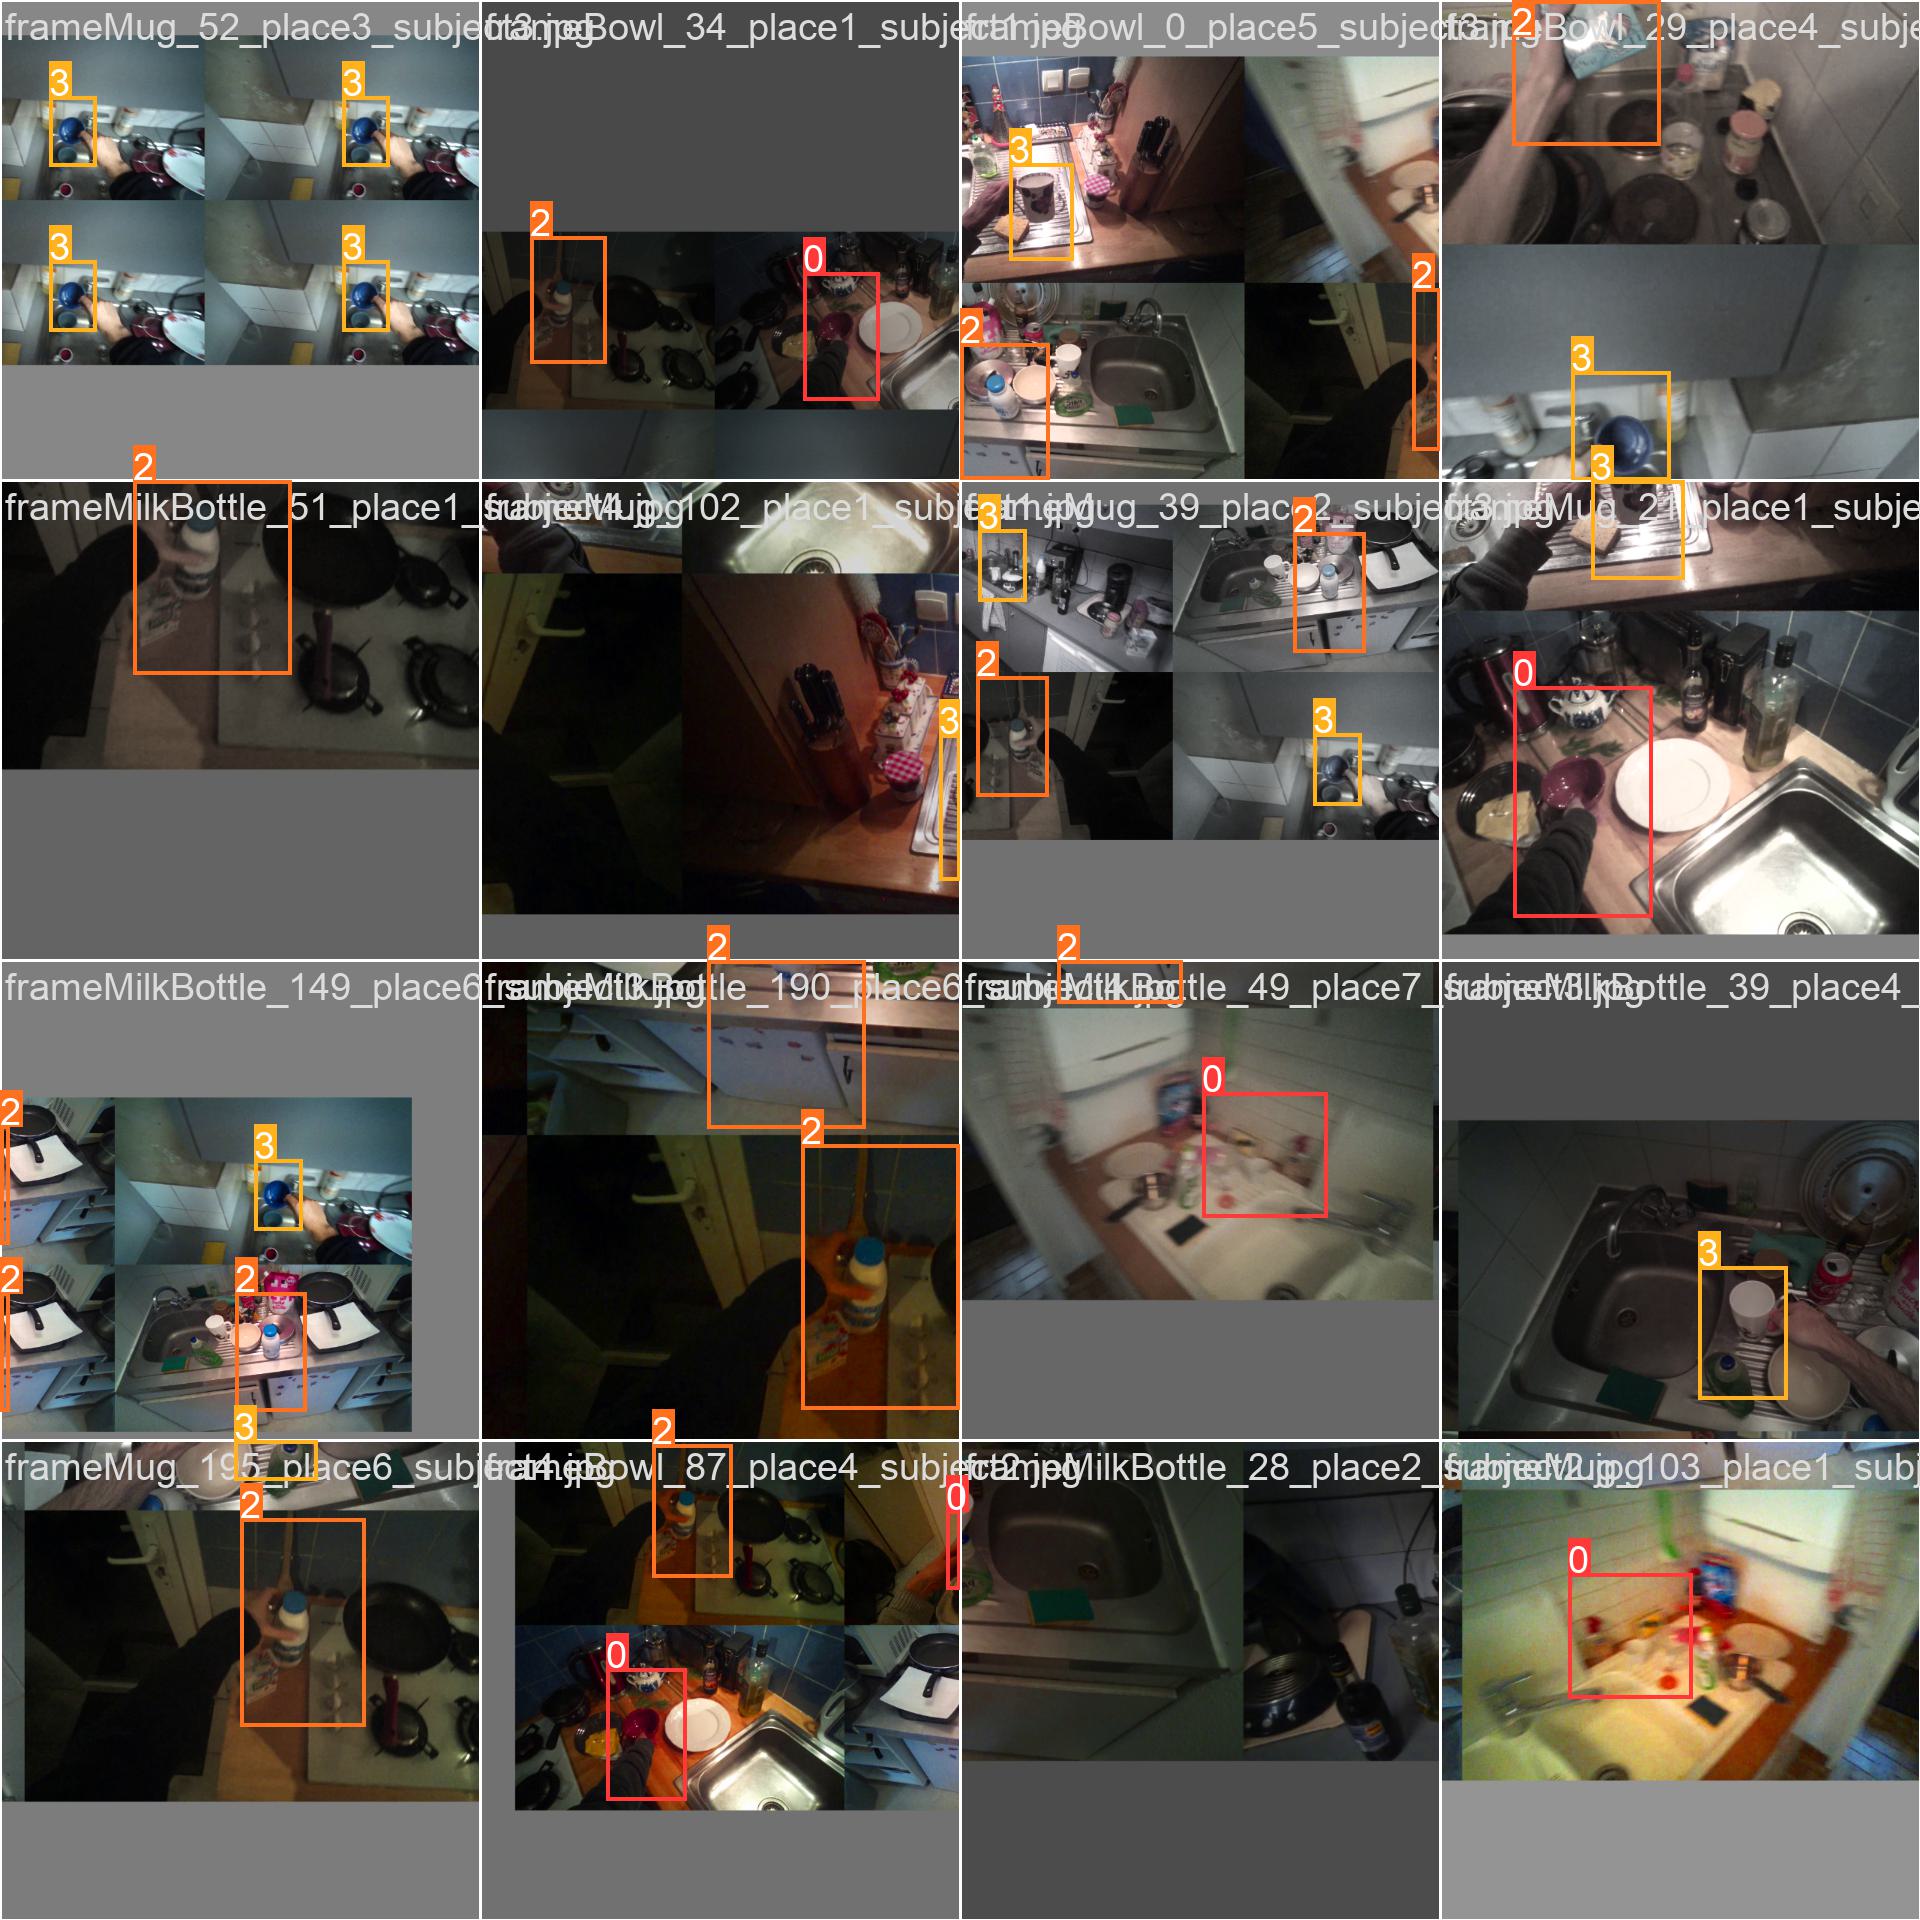 frameMug_52_place3_subject3.jpg
3
3
3
3
frameBowl_34_place1_subject1.jpg
2
0
frameBowl_0_place5_subject3.jpg
3
2
2
frameBowl_29_place4_subje
2
3
frameMilkBottle_51_place1_subject4.jpg
2
frameMug_102_place1_subject1.jpg
3
frameMug_39_place2_subject3.jpg
3
2
2
3
frameMug_21_place1_subje
3
0
frameMilkBottle_149_place6_subject3.jpg
2
3
2
2
frameMilkBottle_190_place6_subject4.jpg
2
2
frameMilkBottle_49_place7_subject3.jpg
2
0
frameMilkBottle_39_place4_
3
frameMug_195_place6_subject4.jpg
3
2
frameBowl_87_place4_subject2.jpg
2
0
0
frameMilkBottle_28_place2_subject2.jpg
frameMug_103_place1_subj
0